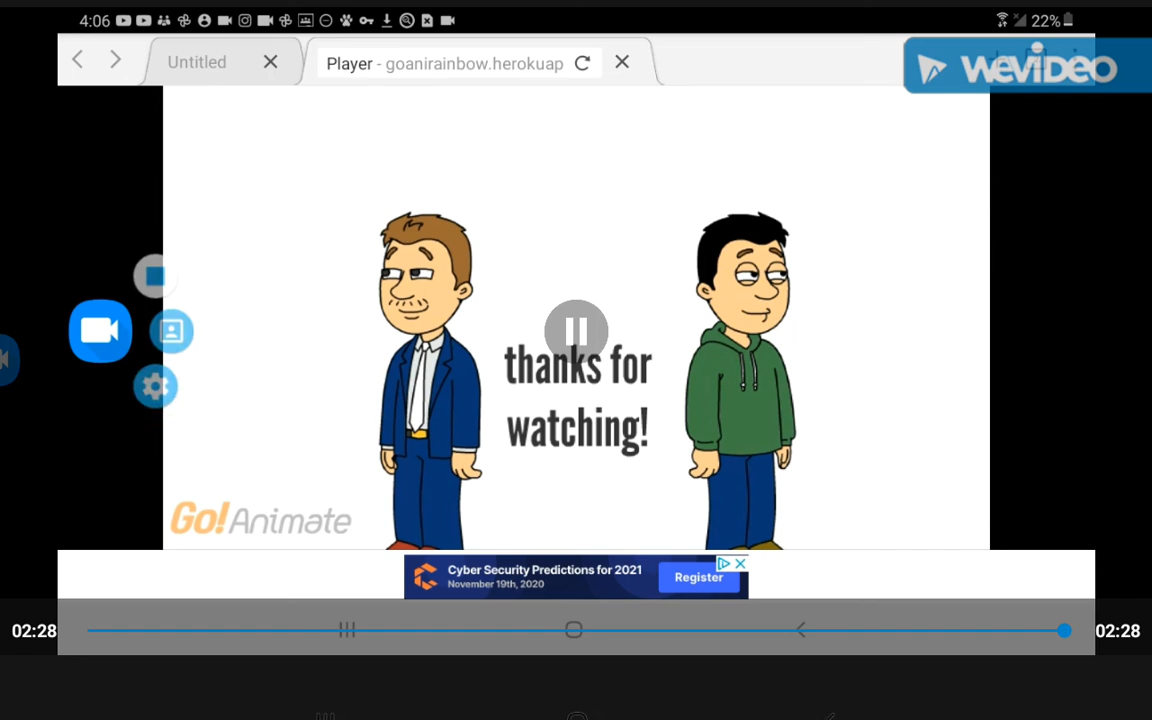 4:06
22%
Untitled
Player - goanirainbow.herokuap
WEVIDEO
thanks for
watching!
Go!Animate
Cyber Security Predictions for 2021
November 19th, 2020
Register
02:28
02:28